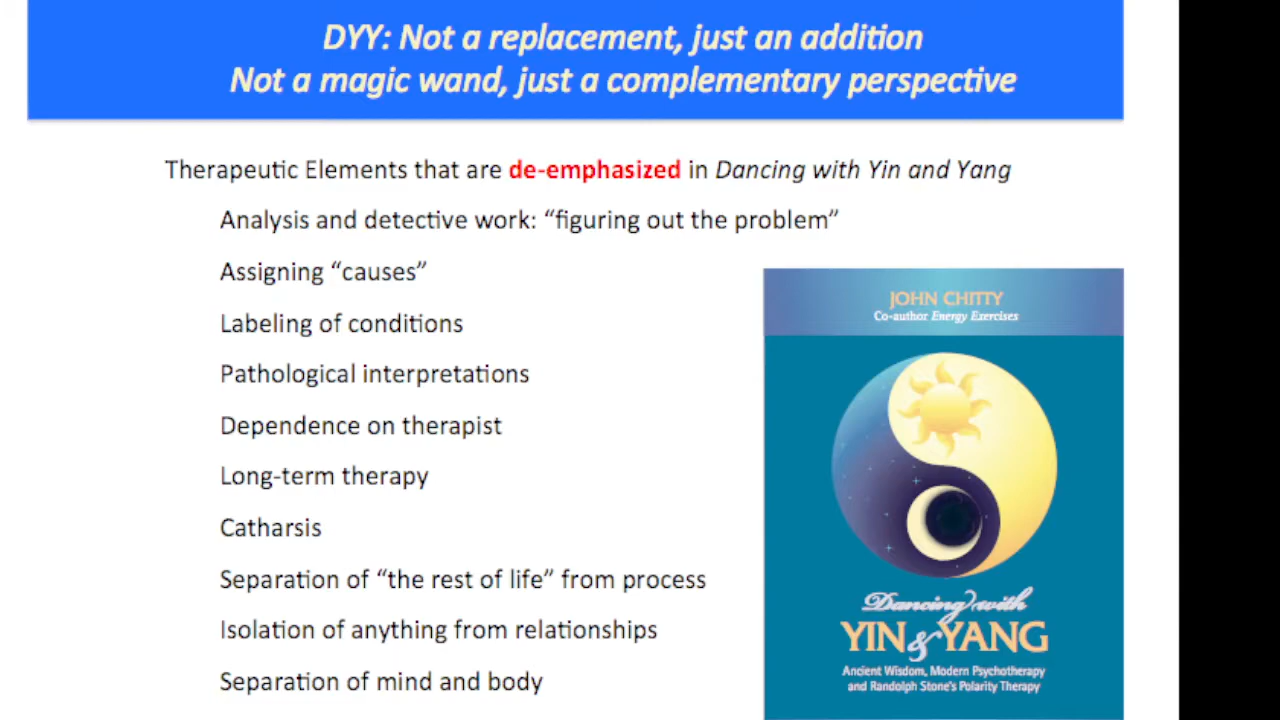 DYY: Not a replacement, just an addition
Not a magic wand, just a complementary perspective
Therapeutic Elements that are de-emphasized in Dancing with Yin and Yang
Analysis and detective work: “figuring out the problem”
Assigning “causes”
Labeling of conditions
Pathological interpretations
Dependence on therapist
Long-term therapy
Catharsis
Separation of “the rest of life” from process
Isolation of anything from relationships
Separation of mind and body
JOHN CHITTY
Co-author Energy Exercises
Dancing with
YIN & YANG
Ancient Wisdom, Modern Psychotherapy
and Randolph Stone's Polarity Therapy